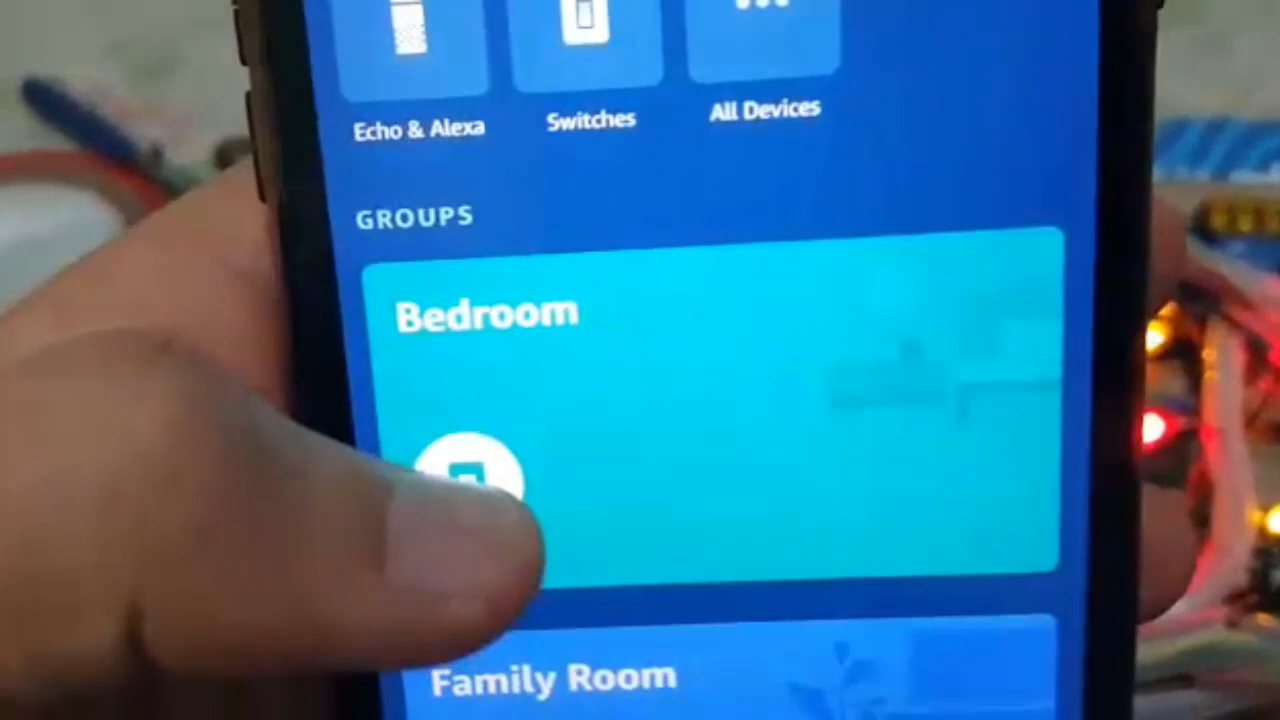 Echo & Alexa
Switches
All Devices
GROUPS
Bedroom
Family Room